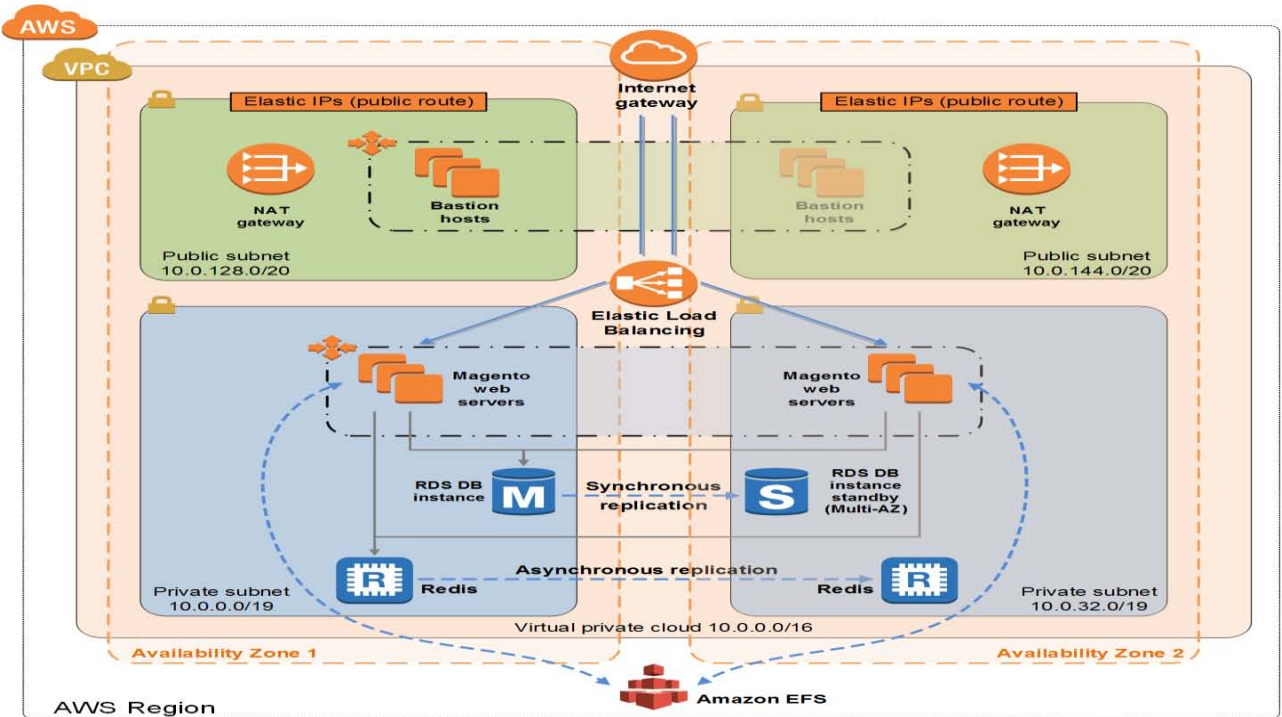 AWS
VPC
Internet
gateway
Elastic IPs (public route)
Elastic IPs (public route)
NAT
gateway
Bastion
hosts
Bastion
hosts
NAT
gateway
Public subnet
10.0.128.0/20
Public subnet
10.0.144.0/20
Elastic Load
Balancing
Magento
web
servers
Magento
web
servers
RDS DB
instance
M
Synchronous
replication
S
RDS DB
instance
standby
(Multi-AZ)
Private subnet
10.0.0.0/19
R
Redis
Asynchronous replication
Redis
R
Private subnet
10.0.32.0/19
Virtual private cloud 10.0.0.0/16
Availability Zone 1
Availability Zone 2
Amazon EFS
AWS Region